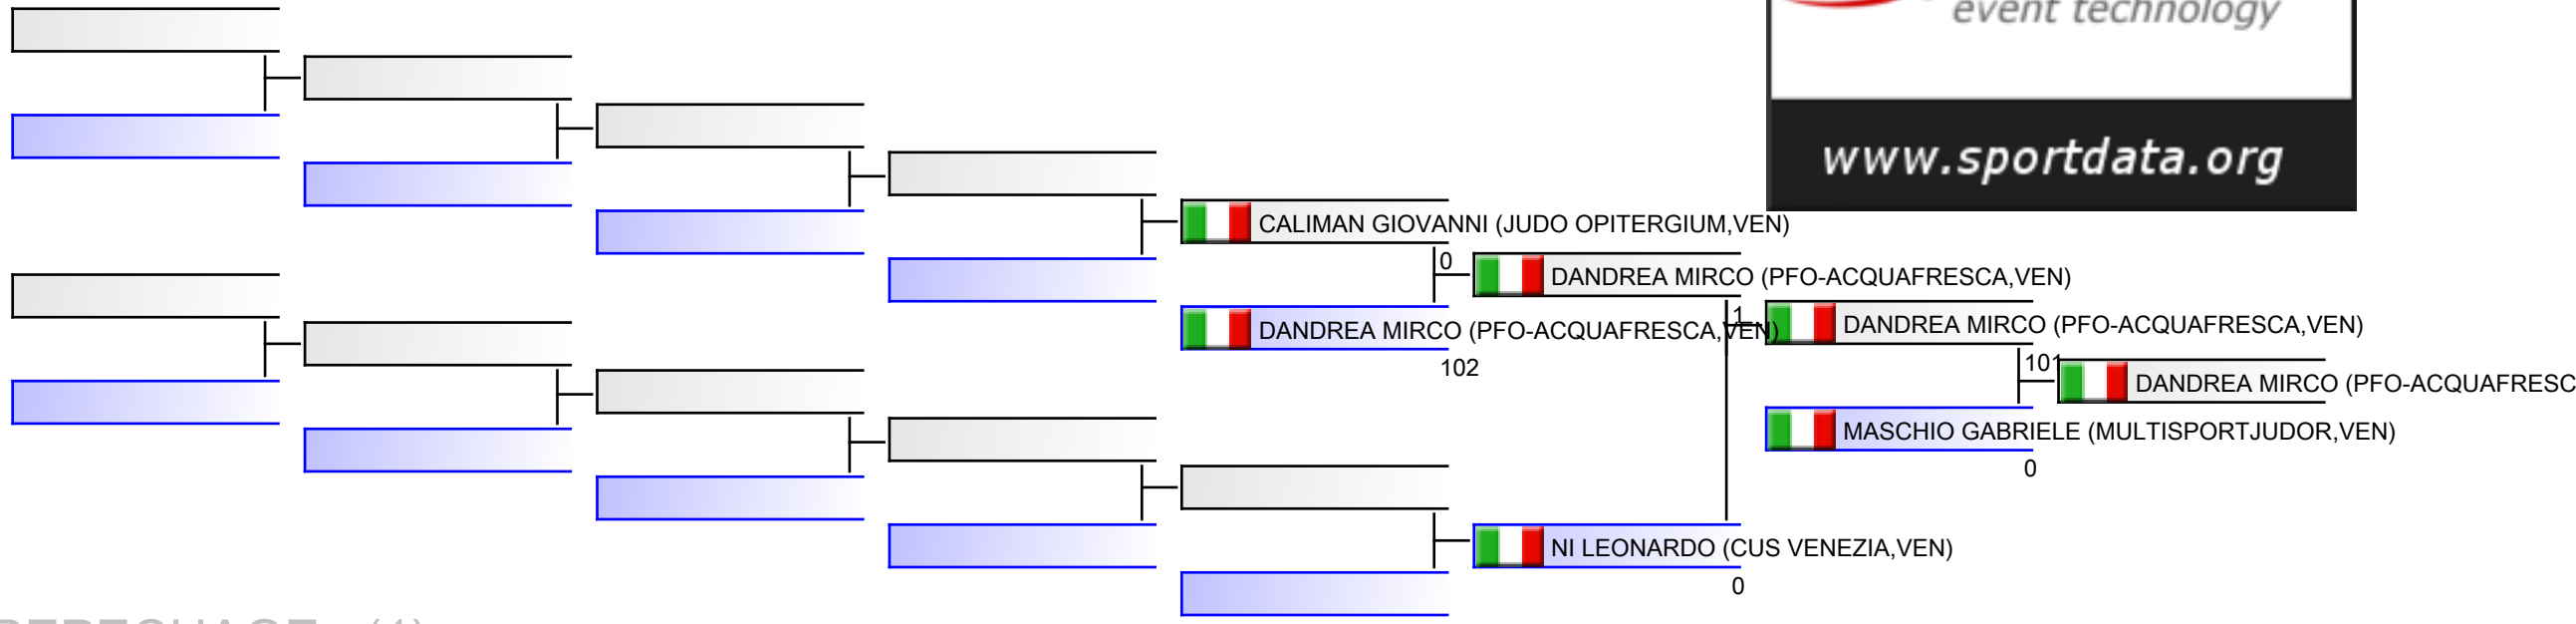 event technology
www.sportdata.org
CALIMAN GIOVANNI (JUDO OPITERGIUM,VEN)
0
DANDREA MIRCO (PFO-ACQUAFRESCA,VEN)
DANDREA MIRCO (PFO-ACQUAFRESCA,VEN)
102
1
DANDREA MIRCO (PFO-ACQUAFRESCA,VEN)
101
DANDREA MIRCO (PFO-ACQUAFRESC
MASCHIO GABRIELE (MULTISPORTJUDOR,VEN)
0
NI LEONARDO (CUS VENEZIA,VEN)
0